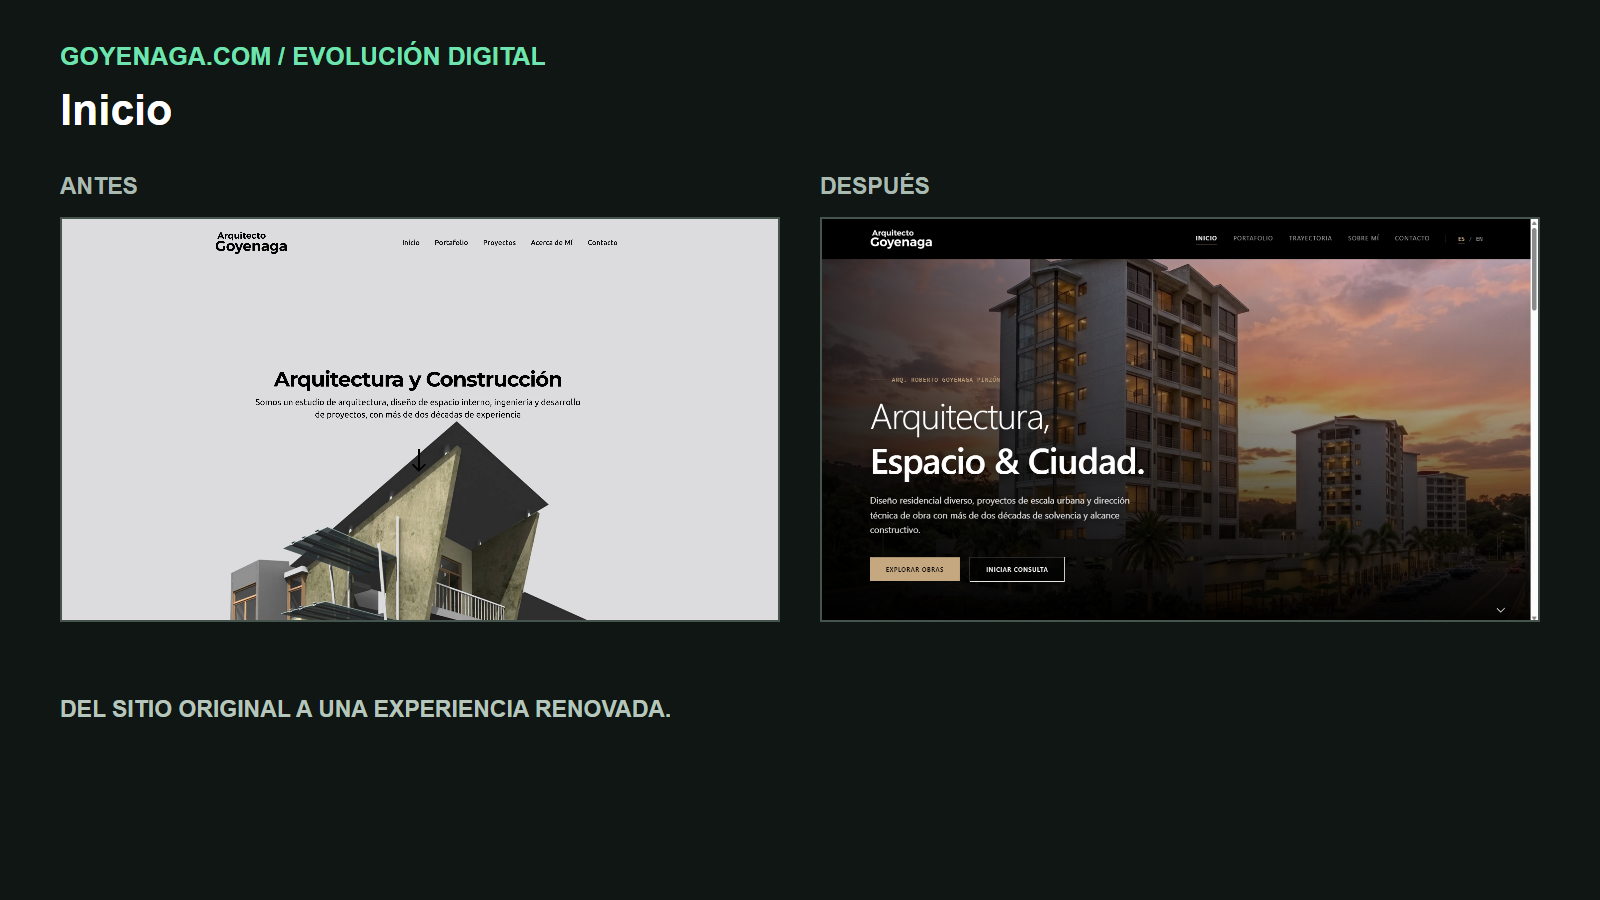 GOYENAGA.COM / EVOLUCIÓN DIGITAL
Inicio
ANTES
Arquitecto
Goyenaga
Inicio Portafolio Proyectos Acerca de Mí Contacto
Arquitectura y Construcción
Somos un estudio de arquitectura, diseño de espacio interno, ingeniería y desarrollo
de proyectos, con más de dos décadas de experiencia
DESPUÉS
Arquitecto
Goyenaga
INICIO PORTAFOLIO TRAYECTORIA SOBRE MÍ CONTACTO ES / EN
ARQ. ROBERTO GOYENAGA PINZÓN
Arquitectura,
Espacio & Ciudad.
Diseño residencial diverso, proyectos de escala urbana y dirección
técnica de obra con más de dos décadas de solvencia y alcance
constructivo.
EXPLORAR OBRAS INICIAR CONSULTA
DEL SITIO ORIGINAL A UNA EXPERIENCIA RENOVADA.